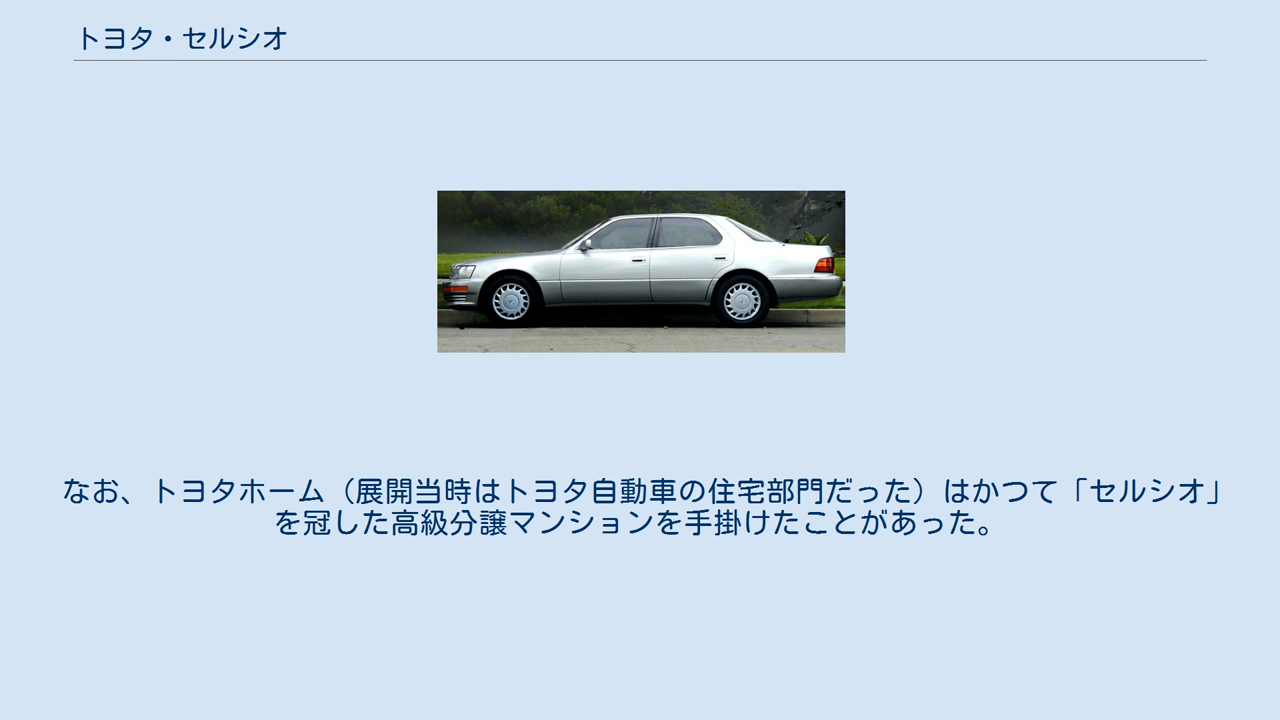 トヨタ・セルシオ
なお、トヨタホーム（展開当時はトヨタ自動車の住宅部門だった）はかつて「セルシオ」
を冠した高級分譲マンションを手掛けたことがあった。